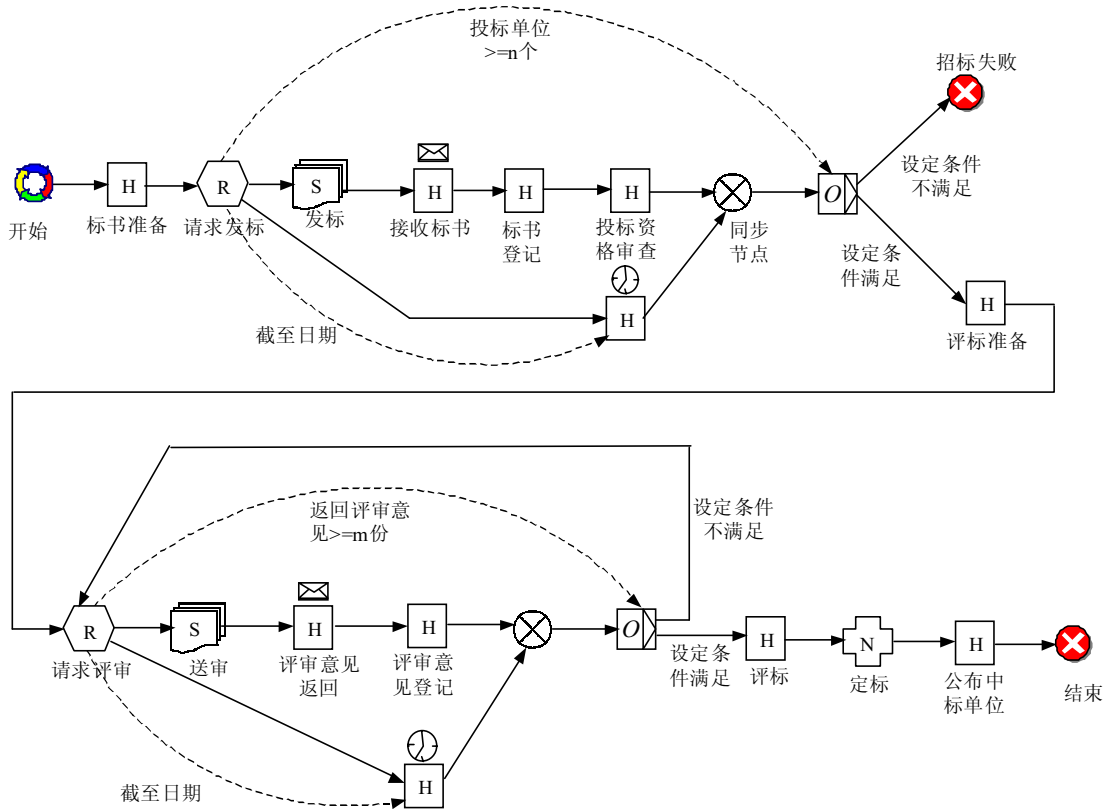 投标单位
>=n个
招标失败
设定条件
不满足
H
R
S
H
H
H
O
开始
标书准备
请求发标
发标
接收标书
标书
登记
投标资
格审查
同步
节点
设定条
件满足
H
截至日期
H
评标准备
返回评审意
见>=m份
设定条件
不满足
R
S
H
H
O
H
N
H
请求评审
送审
评审意见
返回
评审意
见登记
设定条
件满足
评标
定标
公布中
标单位
结束
H
截至日期